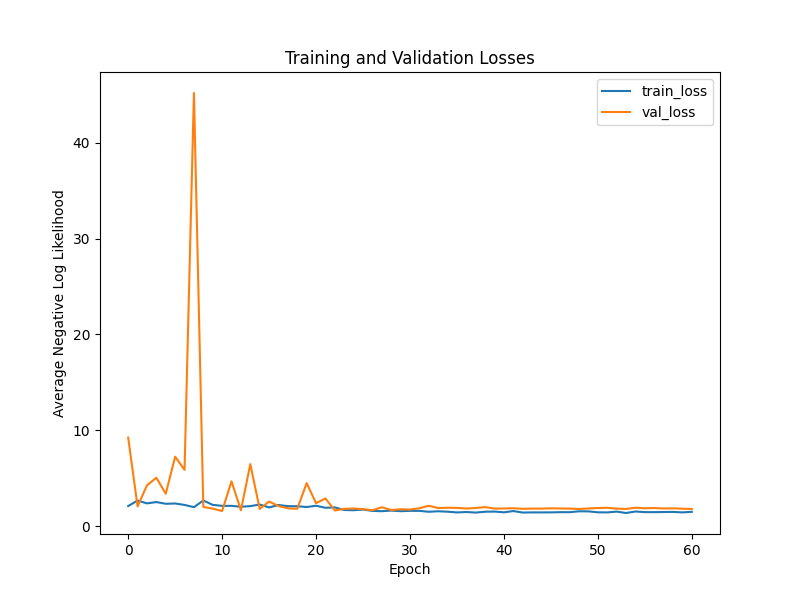 Training and Validation Losses
train_loss
val_loss
Average Negative Log Likelihood
40
30
20
10
0
0 10 20 30 40 50 60
Epoch